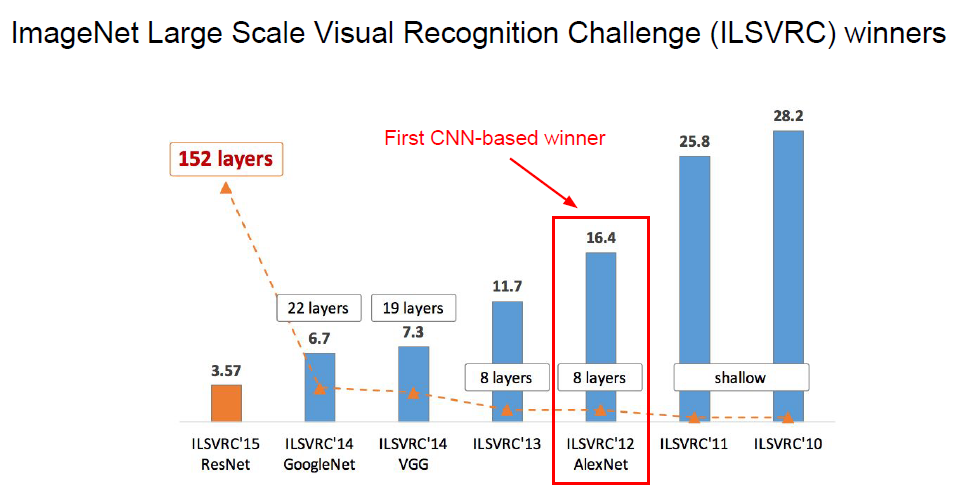 ImageNet Large Scale Visual Recognition Challenge (ILSVRC) winners
First CNN-based winner
152 layers
22 layers
19 layers
8 layers
8 layers
shallow
3.57
6.7
7.3
11.7
16.4
25.8
28.2
ILSVRC'15
ResNet
ILSVRC'14
GoogleNet
ILSVRC'14
VGG
ILSVRC'13
ILSVRC'12
AlexNet
ILSVRC'11
ILSVRC'10